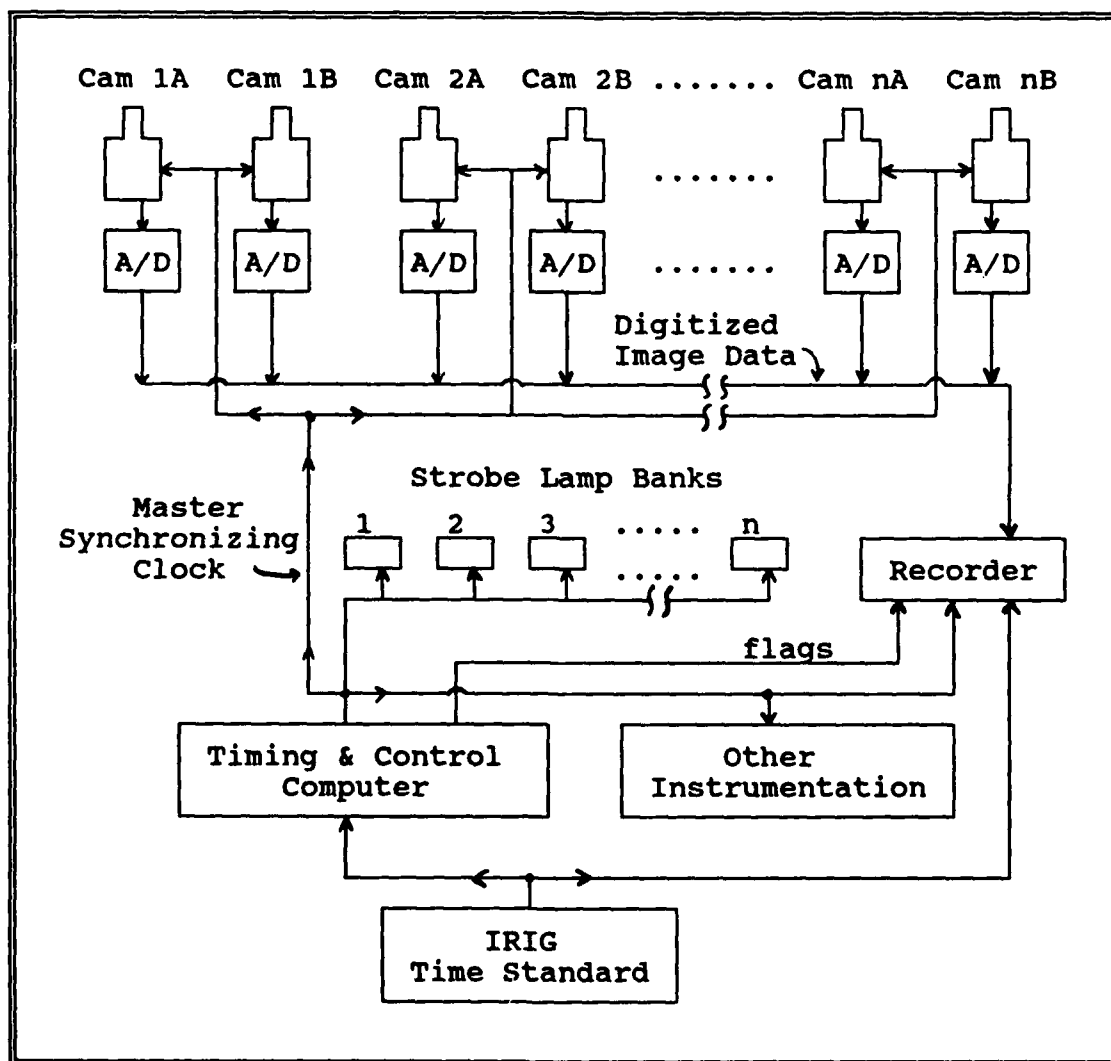 Cam 1A Cam 1B Cam 2A Cam 2B ....... Cam nA Cam nB
.......
A/D A/D A/D A/D ....... A/D A/D
Digitized
Image Data
Strobe Lamp Banks
Master
Synchronizing
Clock
1 2 3 ..... n
.....
Recorder
flags
Timing & Control
Computer
Other
Instrumentation
IRIG
Time Standard